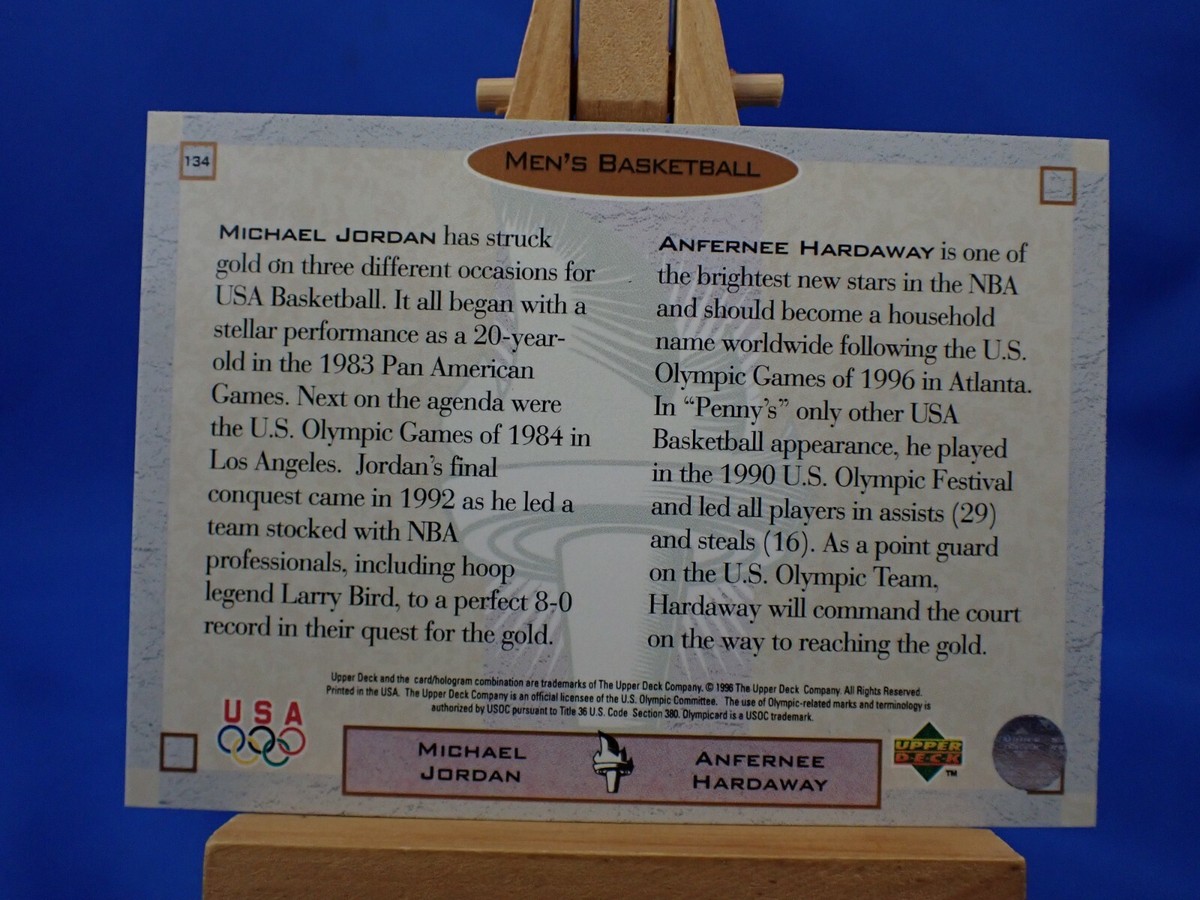 134
MEN'S BASKETBALL
MICHAEL JORDAN has struck
gold on three different occasions for
USA Basketball. It all began with a
stellar performance as a 20-year-
old in the 1983 Pan American
Games. Next on the agenda were
the U.S. Olympic Games of 1984 in
Los Angeles. Jordan's final
conquest came in 1992 as he led a
team stocked with NBA
professionals, including hoop
legend Larry Bird, to a perfect 8-0
record in their quest for the gold.
ANFERNEE HARDAWAY is one of
the brightest new stars in the NBA
and should become a household
name worldwide following the U.S.
Olympic Games of 1996 in Atlanta.
In “Penny’s” only other USA
Basketball appearance, he played
in the 1990 U.S. Olympic Festival
and led all players in assists (29)
and steals (16). As a point guard
on the U.S. Olympic Team,
Hardaway will command the court
on the way to reaching the gold.
Upper Deck and the card/hologram combination are trademarks of The Upper Deck Company. © 1996 The Upper Deck Company. All Rights Reserved.
Printed in the USA. The Upper Deck Company is an official licensee of the U.S. Olympic Committee. The use of Olympic-related marks and terminology is
authorized by USOC pursuant to Title 36 U.S. Code Section 380. Olympicard is a USOC trademark.
USA
MICHAEL
JORDAN
ANFERNEE
HARDAWAY
UPPER
DECK
TM